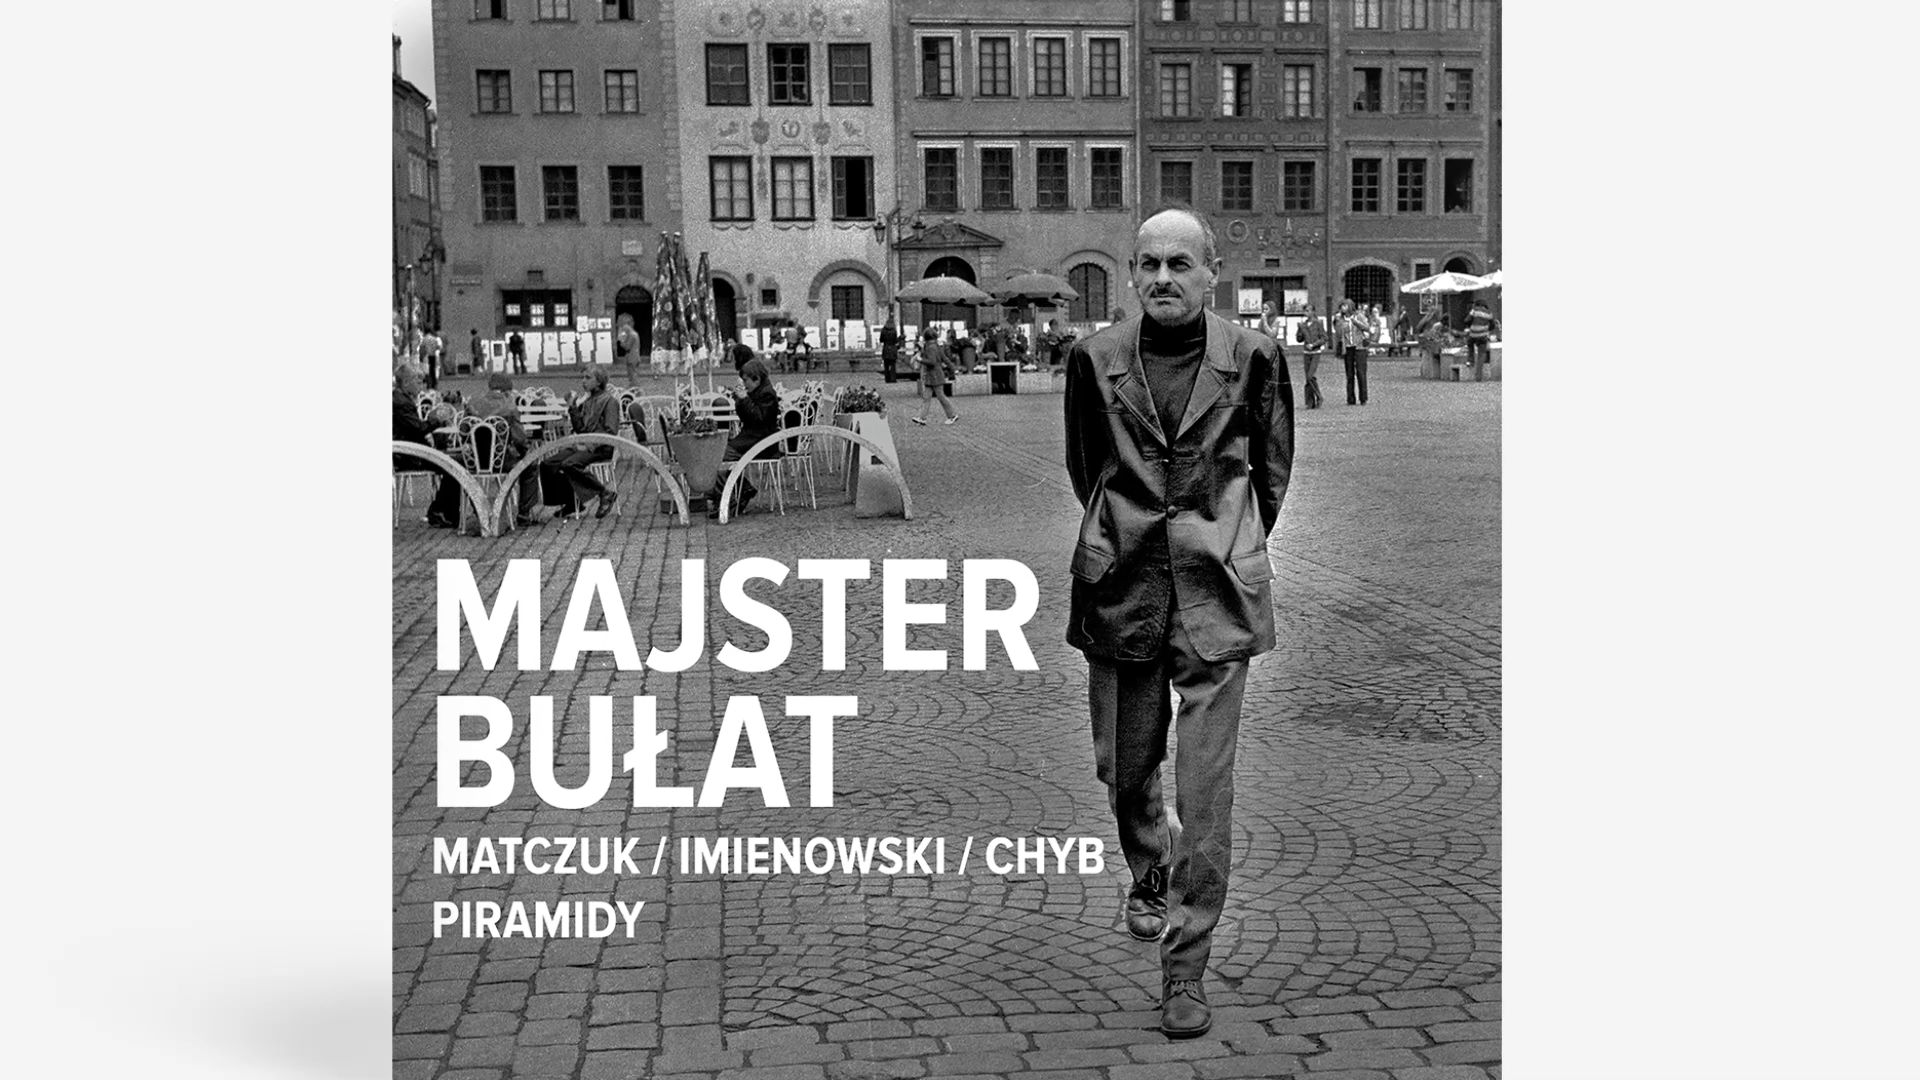 MAJSTER
BUŁAT
MATCZUK / IMIENOWSKI / CHYB
PIRAMIDY